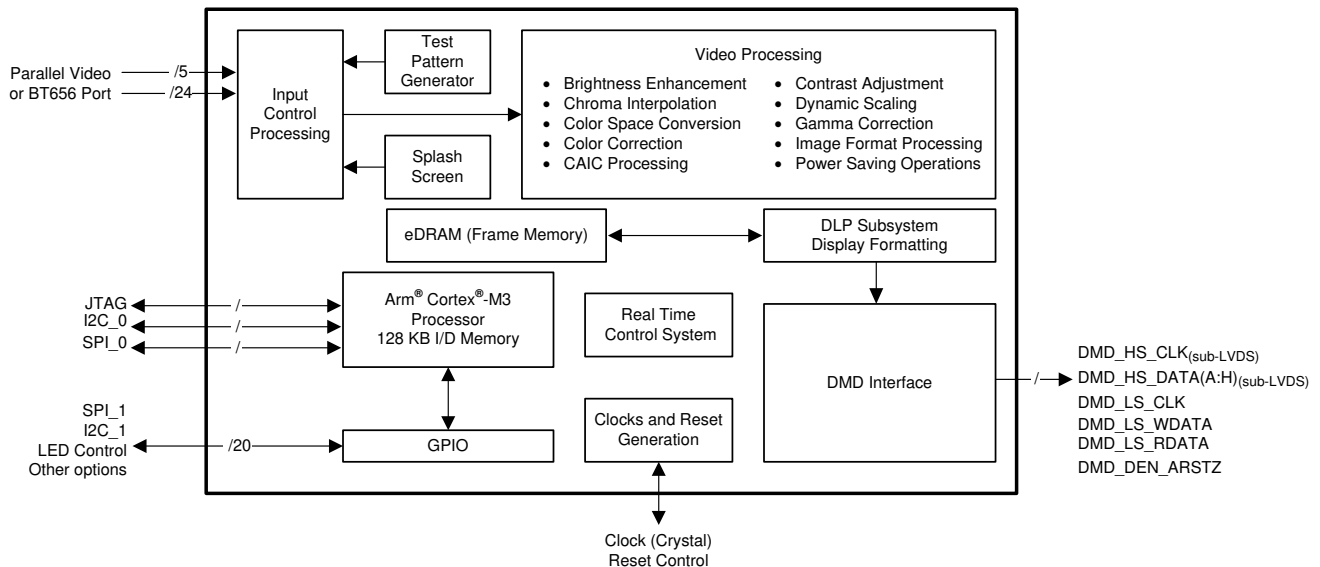 Parallel Video
or BT656 Port
/5
/24
Input
Control
Processing
Test
Pattern
Generator
Splash
Screen
Video Processing
• Brightness Enhancement
• Chroma Interpolation
• Color Space Conversion
• Color Correction
• CAIC Processing
• Contrast Adjustment
• Dynamic Scaling
• Gamma Correction
• Image Format Processing
• Power Saving Operations
eDRAM (Frame Memory)
DLP Subsystem
Display Formatting
JTAG
I2C_0
SPI_0
/
/
/
Arm® Cortex®-M3
Processor
128 KB I/D Memory
Real Time
Control System
DMD Interface
/
DMD_HS_CLK(sub-LVDS)
DMD_HS_DATA(A:H)(sub-LVDS)
DMD_LS_CLK
DMD_LS_WDATA
DMD_LS_RDATA
DMD_DEN_ARSTZ
SPI_1
I2C_1
LED Control
Other options
/20
GPIO
Clocks and Reset
Generation
Clock (Crystal)
Reset Control